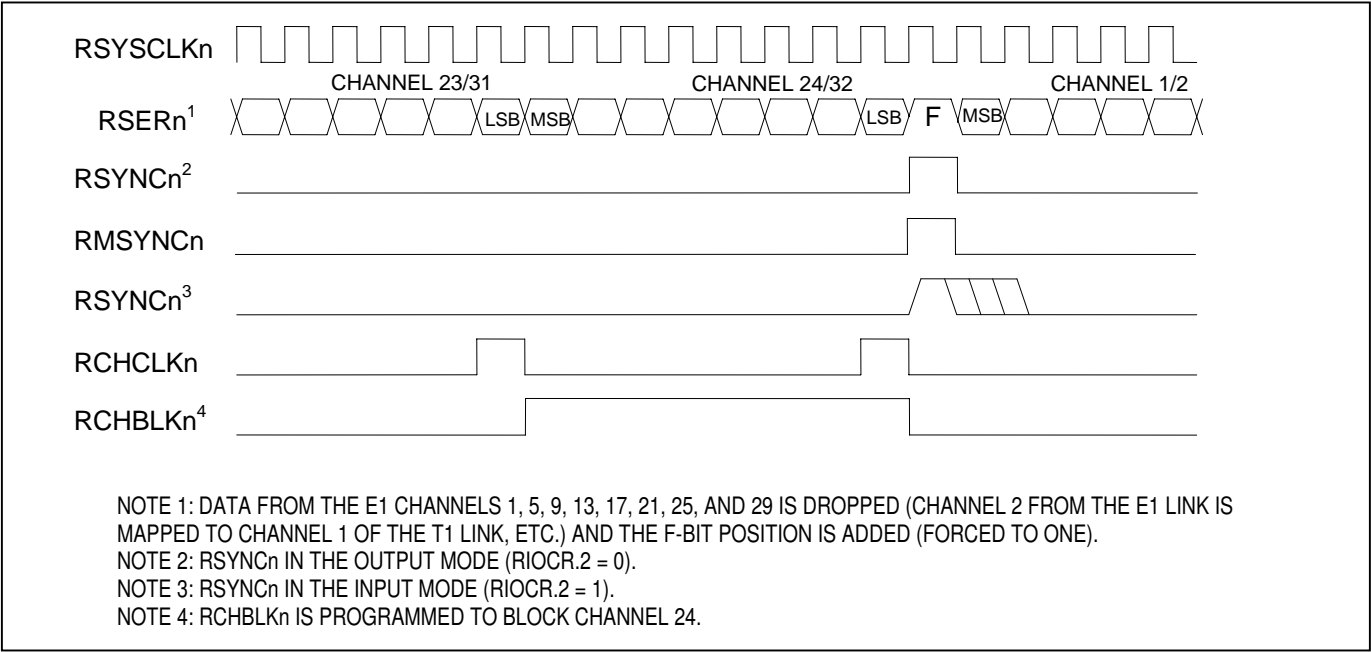 RSYSCLKn
CHANNEL 23/31 CHANNEL 24/32 CHANNEL 1/2
RSERn1 LSB MSB LSB F MSB
RSYNCn2
RMSYNCn
RSYNCn3
RCHCLKn
RCHBLKn4
NOTE 1: DATA FROM THE E1 CHANNELS 1, 5, 9, 13, 17, 21, 25, AND 29 IS DROPPED (CHANNEL 2 FROM THE E1 LINK IS
MAPPED TO CHANNEL 1 OF THE T1 LINK, ETC.) AND THE F-BIT POSITION IS ADDED (FORCED TO ONE).
NOTE 2: RSYNCn IN THE OUTPUT MODE (RIOCR.2 = 0).
NOTE 3: RSYNCn IN THE INPUT MODE (RIOCR.2 = 1).
NOTE 4: RCHBLKn IS PROGRAMMED TO BLOCK CHANNEL 24.